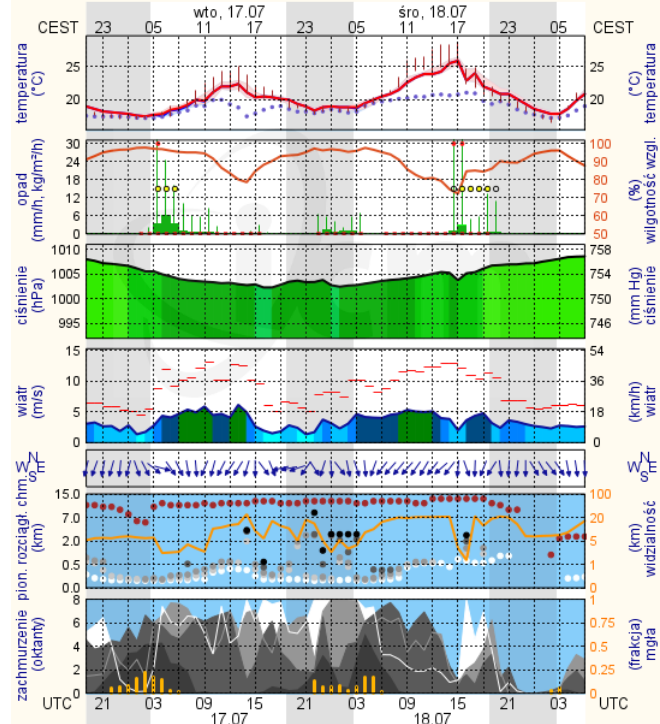 wto, 17.07 śro, 18.07
CEST 23 05 11 17 23 05 11 17 23 05 CEST
temperatura (°C) 25 20 temperatura (°C)
opad (mm/h, kg/m²/h) 30 24 18 12 6 0 100 90 80 70 60 50 (%) wilgotność wzgl.
ciśnienie (hPa) 1010 1005 1000 995 758 754 750 746 (mm Hg) ciśnienie
wiatr (m/s) 15 10 5 0 54 36 18 0 (km/h) wiatr
N W E S N W E S
pion. rozciągł. chm. (km) 15.0 7.0 2.0 0.5 0.0 100 20 5 1 0 (km) widzialność
zachmurzenie (oktanty) 8 6 4 2 0 1 0.75 0.5 0.25 0 (frakcja) mgła
UTC 21 03 09 15 21 03 09 15 21 03 UTC
17.07 18.07